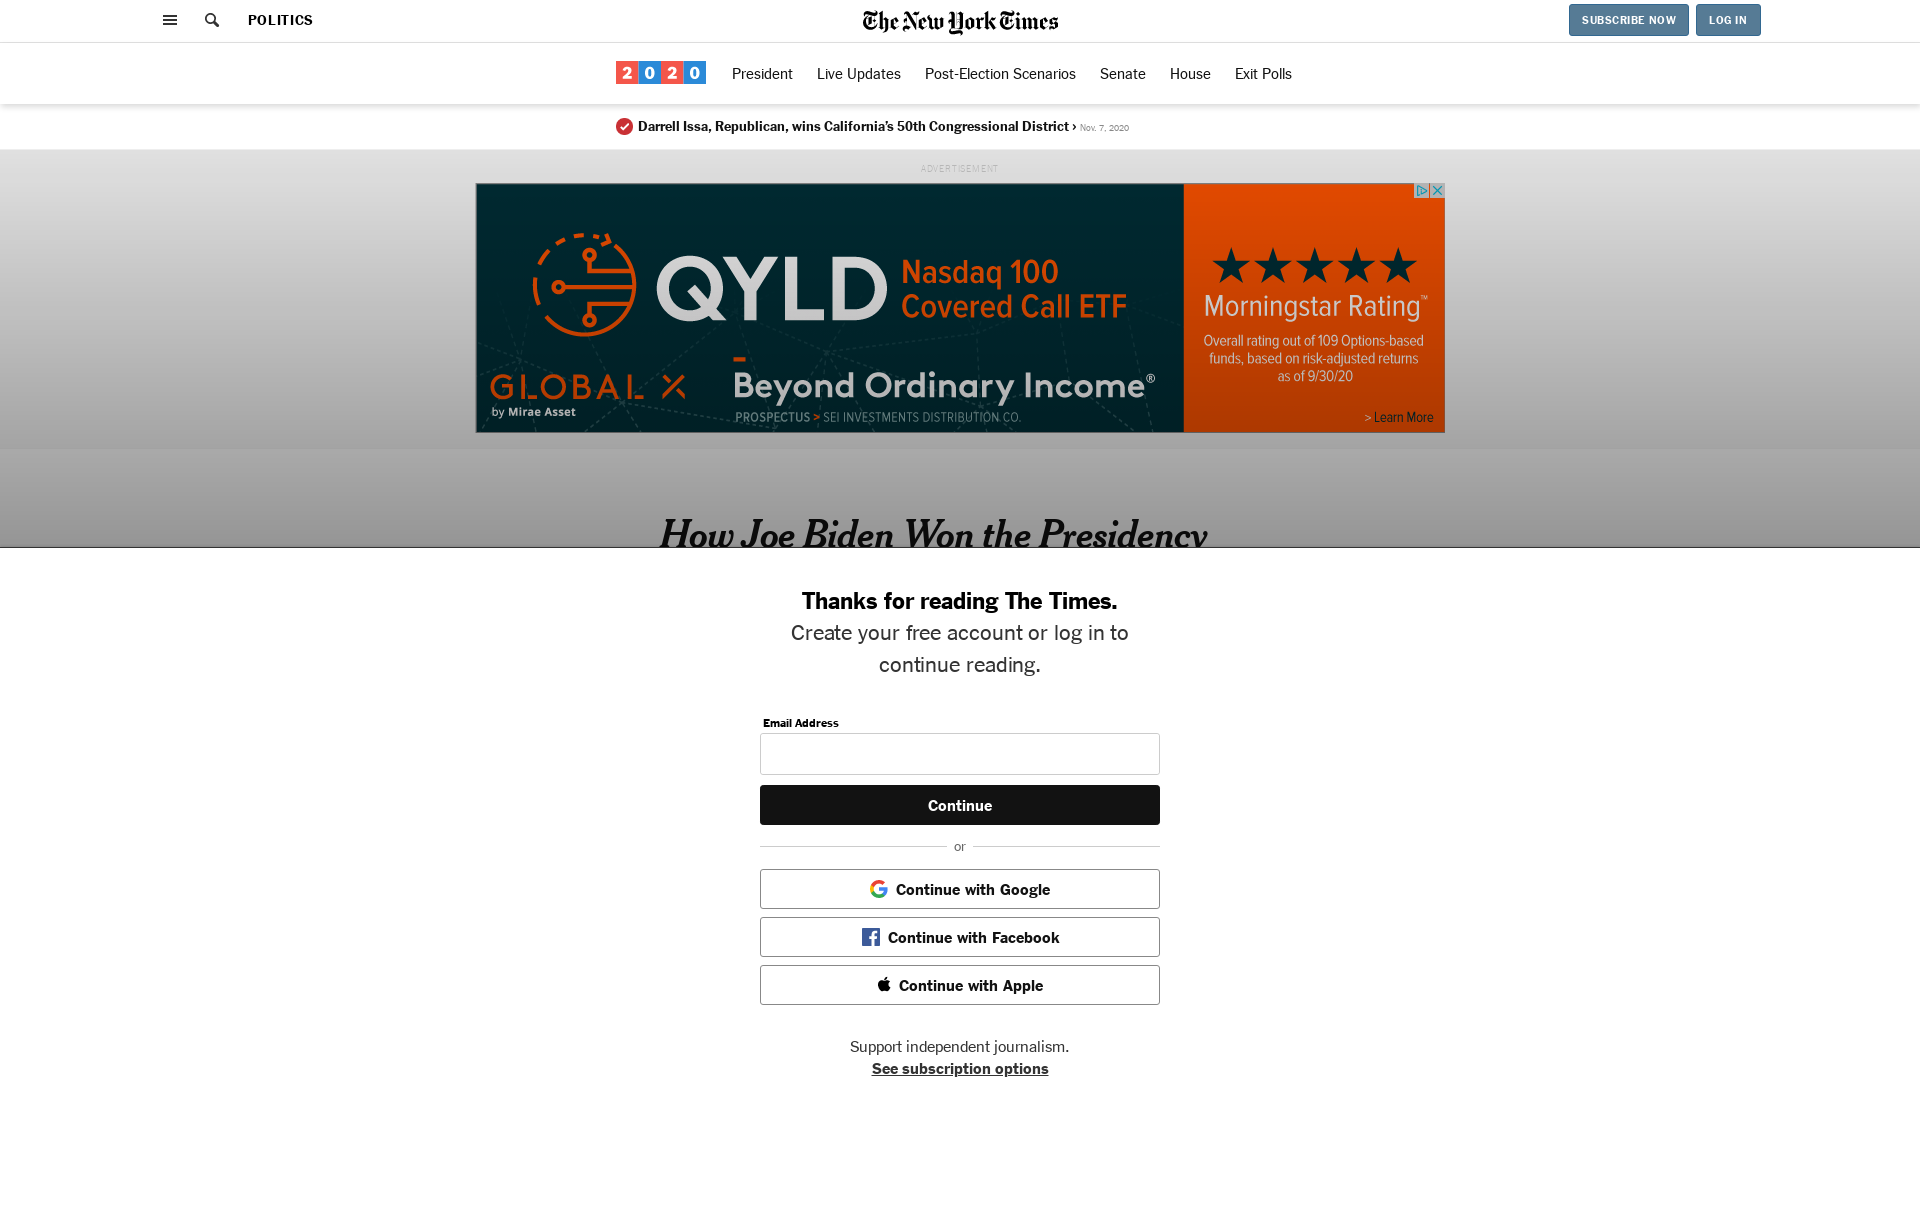 POLITICS
The New York Times
SUBSCRIBE NOW
LOG IN
2020
President
Live Updates
Post-Election Scenarios
Senate
House
Exit Polls
Darrell Issa, Republican, wins California’s 50th Congressional District › Nov. 7, 2020
ADVERTISEMENT
QYLD
Nasdaq 100
Covered Call ETF
GLOBAL X
by Mirae Asset
Beyond Ordinary Income®
PROSPECTUS > SEI INVESTMENTS DISTRIBUTION CO.
Morningstar Rating™
Overall rating out of 109 Options-based
funds, based on risk-adjusted returns
as of 9/30/20
> Learn More
How Joe Biden Won the Presidency
Thanks for reading The Times.
Create your free account or log in to
continue reading.
Email Address
Continue
or
Continue with Google
Continue with Facebook
Continue with Apple
Support independent journalism.
See subscription options